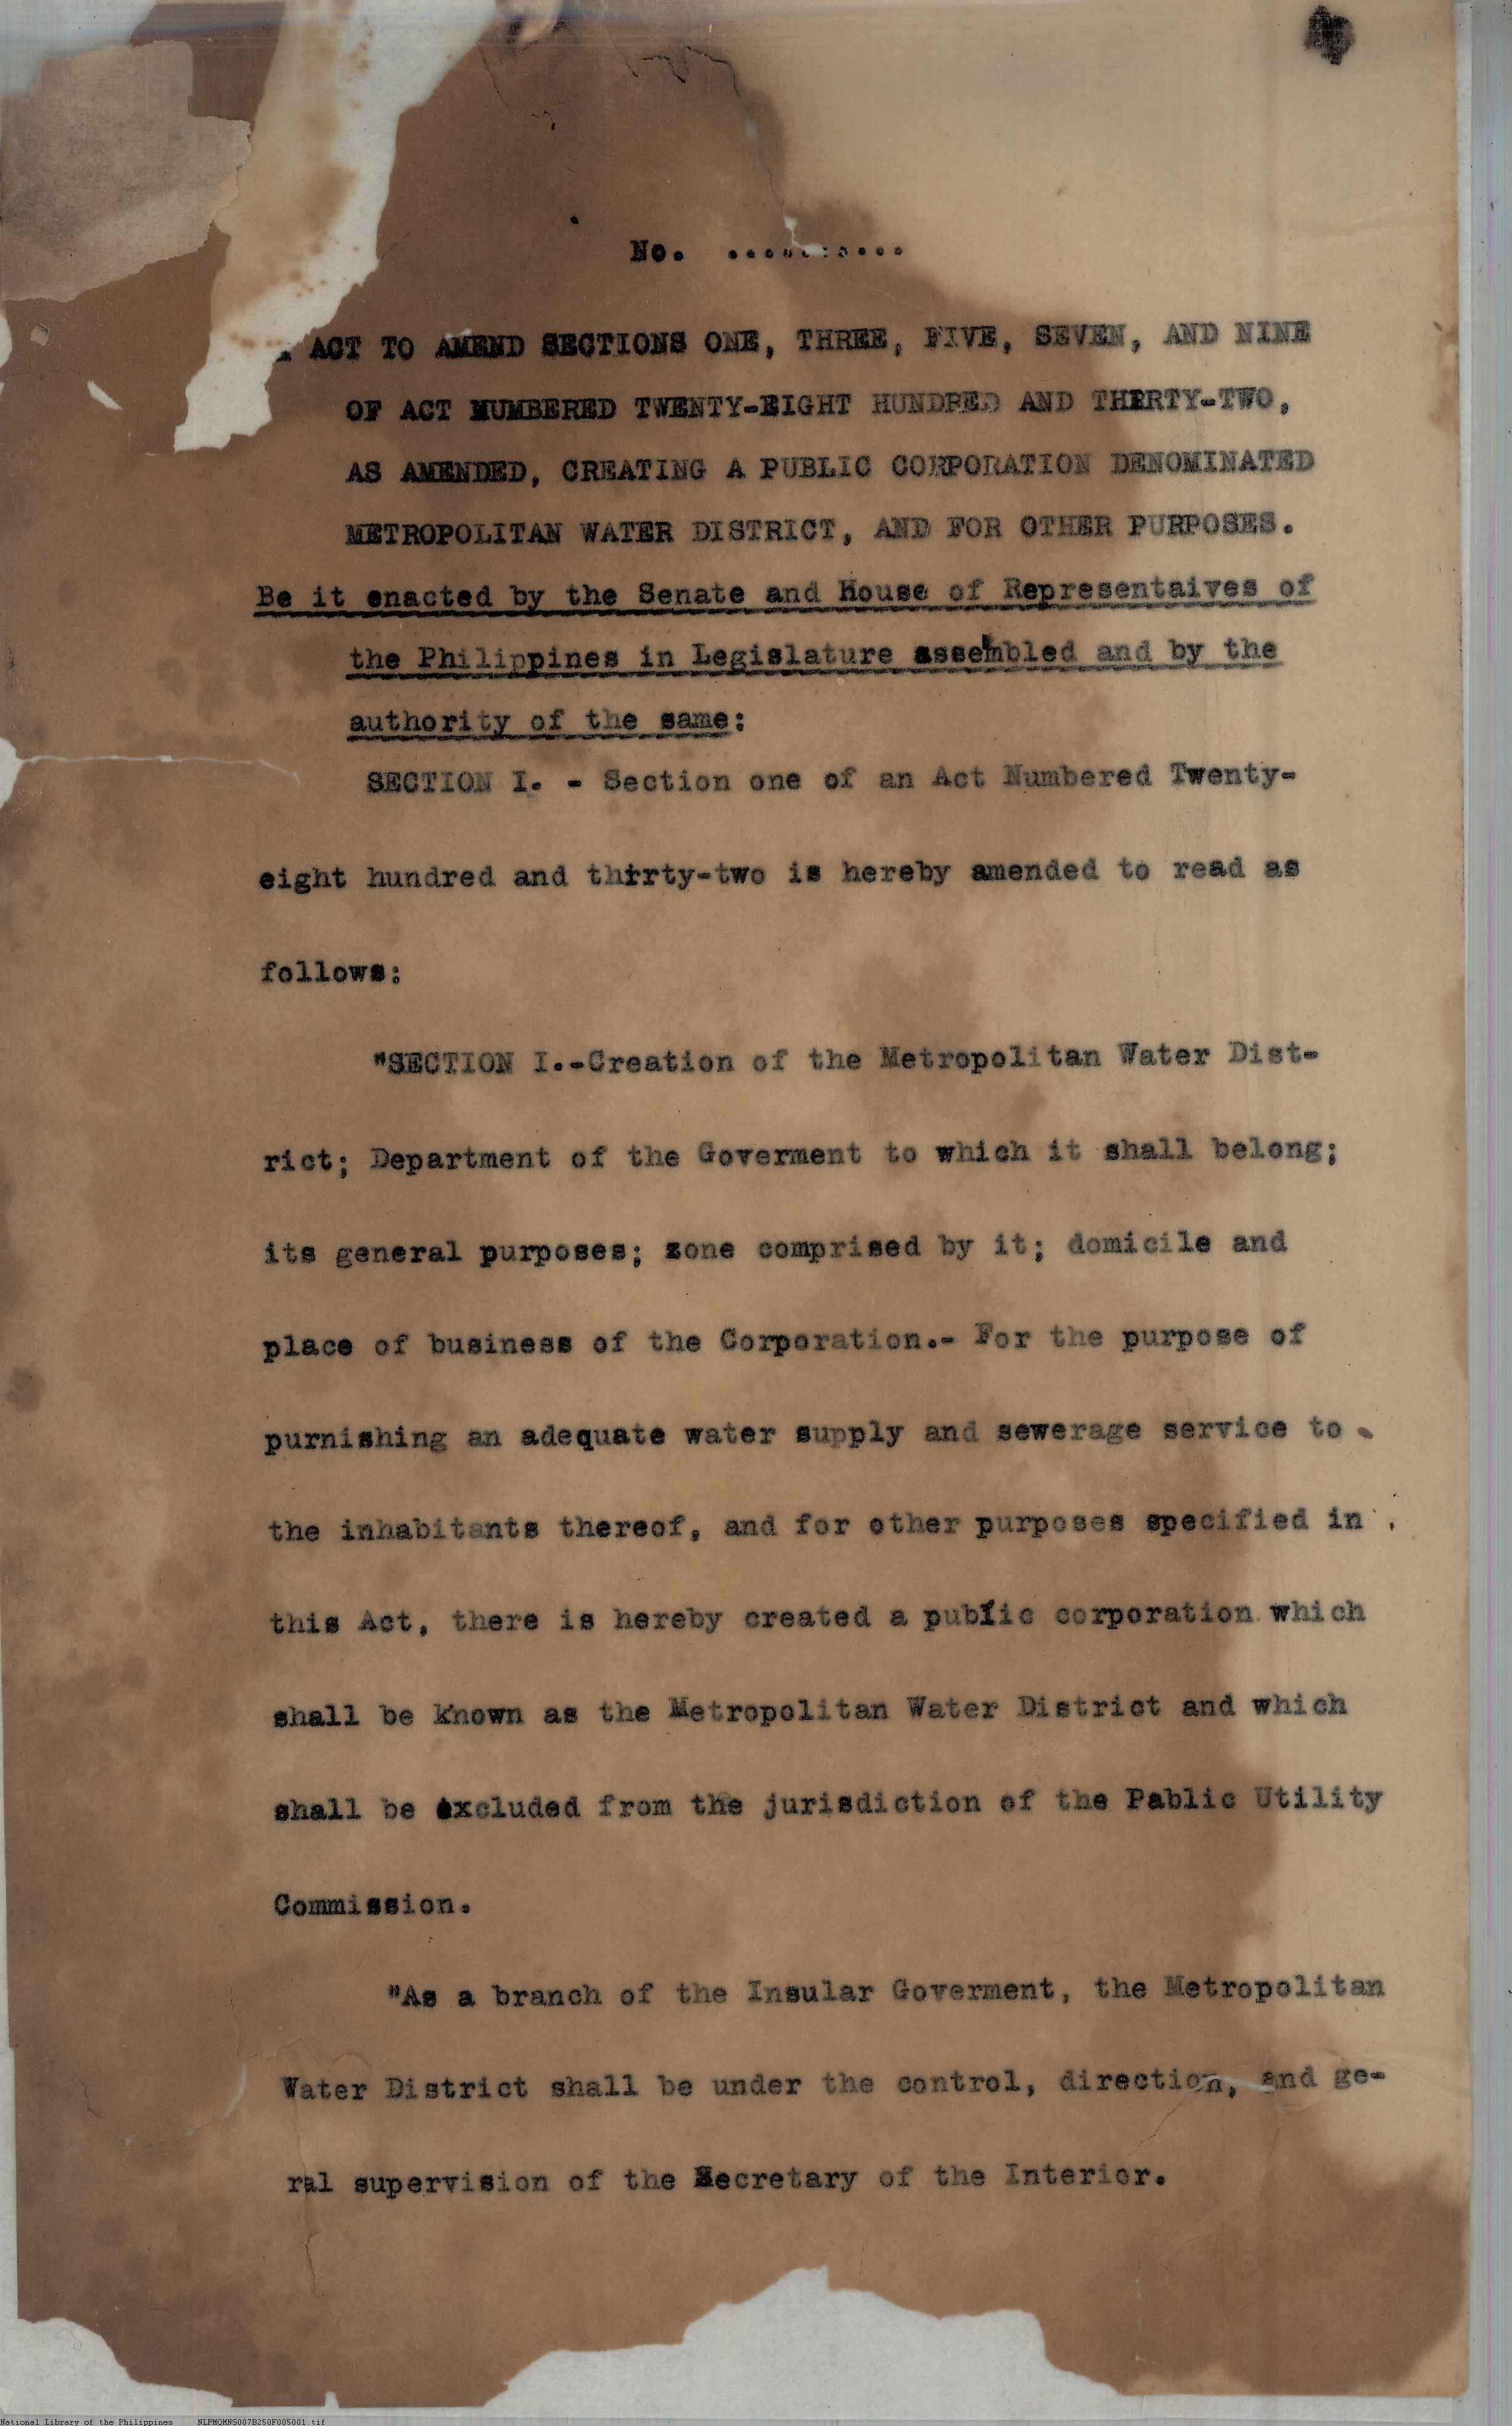 No. ..........
ACT TO AMEND SECTIONS ONE, THREE, FIVE, SEVEN, AND NINE
OF ACT NUMBERED TWENTY-EIGHT HUNDRED AND THIRTY-TWO,
AS AMENDED, CREATING A PUBLIC CORPORATION DENOMINATED
METROPOLITAN WATER DISTRICT, AND FOR OTHER PURPOSES.
Be it enacted by the Senate and House of Representaives of
the Philippines in Legislature assembled and by the
authority of the same:
SECTION I. - Section one of an Act Numbered Twenty-
eight hundred and thirty-two is hereby amended to read as
follows:
"SECTION I.-Creation of the Metropolitan Water Dist-
rict; Department of the Goverment to which it shall belong;
its general purposes; zone comprised by it; domicile and
place of business of the Corporation.- For the purpose of
purnishing an adequate water supply and sewerage service to
the inhabitants thereof, and for other purposes specified in
this Act, there is hereby created a public corporation which
shall be known as the Metropolitan Water District and which
shall be excluded from the jurisdiction of the Pablic Utility
Commission.
"As a branch of the Insular Goverment, the Metropolitan
Water District shall be under the control, direction, and ge-
ral supervision of the Secretary of the Interior.
National Library of the Philippines NLPMQMNS007B250F005001.tif